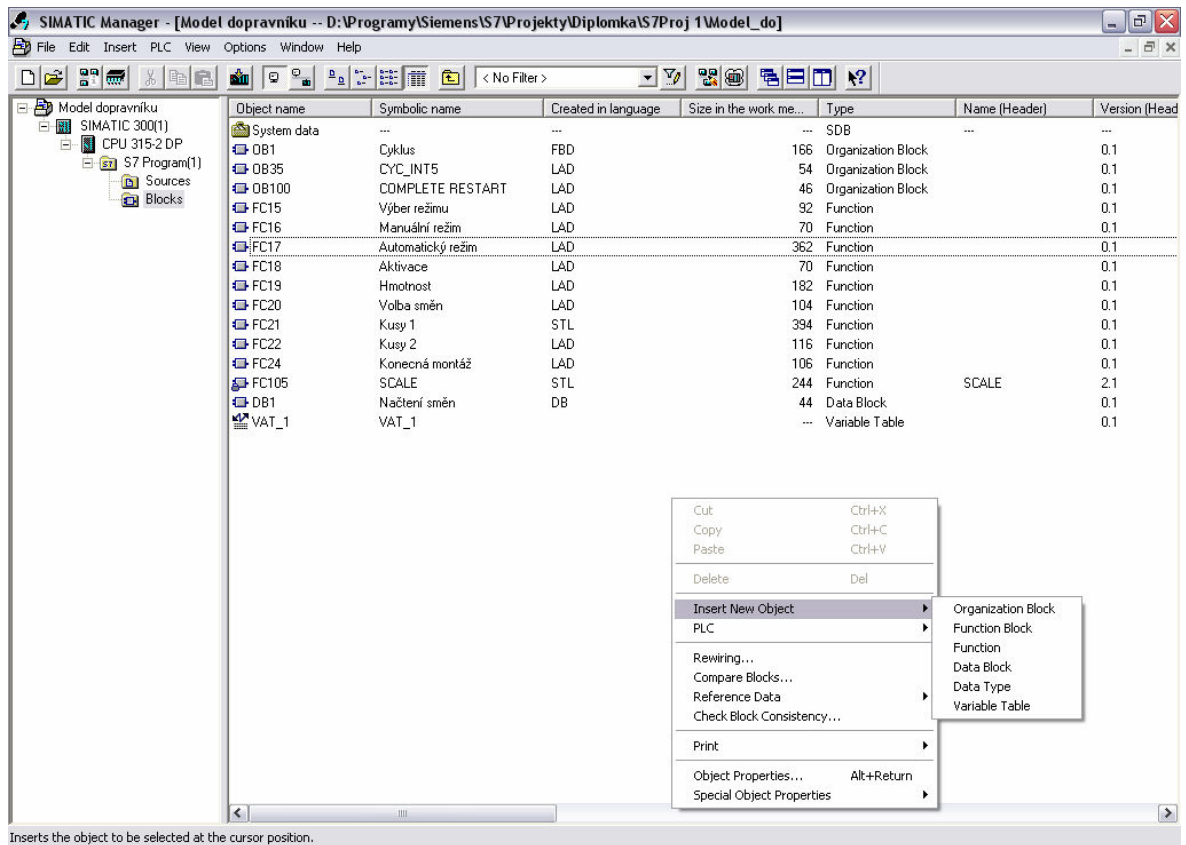 SIMATIC Manager - [Model dopravníku -- D:\Programy\Siemens\S7\Projekty\Diplomka\S7Proj 1\Model_do]
File Edit Insert PLC View Options Window Help
< No Filter >
Model dopravníku
SIMATIC 300(1)
CPU 315-2 DP
S7 Program(1)
Sources
Blocks
Object name Symbolic name Created in language Size in the work me... Type Name (Header) Version (Head
System data --- --- --- SDB --- ---
OB1 Cyklus FBD 166 Organization Block 0.1
OB35 CYC_INT5 LAD 54 Organization Block 0.1
OB100 COMPLETE RESTART LAD 46 Organization Block 0.1
FC15 Výber režimu LAD 92 Function 0.1
FC16 Manuální režim LAD 70 Function 0.1
FC17 Automatický režim LAD 362 Function 0.1
FC18 Aktivace LAD 70 Function 0.1
FC19 Hmotnost LAD 182 Function 0.1
FC20 Volba směn LAD 104 Function 0.1
FC21 Kusy 1 STL 394 Function 0.1
FC22 Kusy 2 LAD 116 Function 0.1
FC24 Konecná montáž LAD 106 Function 0.1
FC105 SCALE STL 244 Function SCALE 2.1
DB1 Načtení směn DB 44 Data Block 0.1
VAT_1 VAT_1 --- Variable Table 0.1
Cut Ctrl+X
Copy Ctrl+C
Paste Ctrl+V
Delete Del
Insert New Object
PLC
Rewiring...
Compare Blocks...
Reference Data
Check Block Consistency...
Print
Object Properties... Alt+Return
Special Object Properties
Organization Block
Function Block
Function
Data Block
Data Type
Variable Table
Inserts the object to be selected at the cursor position.